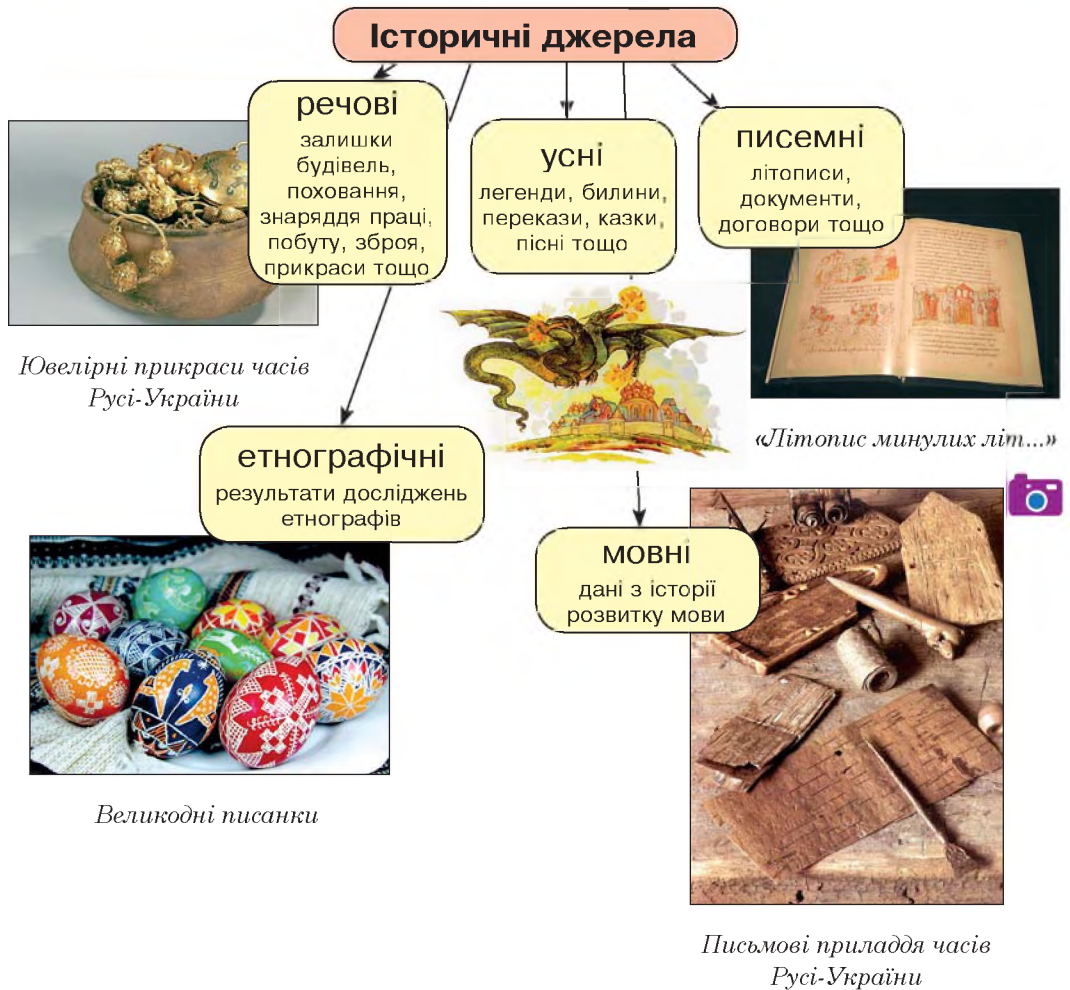 Історичні джерела
речові
залишки
будівель,
поховання,
знаряддя праці,
побуту, зброя,
прикраси тощо
усні
легенди, билини,
перекази, казки,
пісні тощо
писемні
літописи,
документи,
договори тощо
Ювелірні прикраси часів
Русі-України
«Літопис минулих літ...»
етнографічні
результати досліджень
етнографів
мовні
дані з історії
розвитку мови
Великодні писанки
Письмові приладдя часів
Русі-України